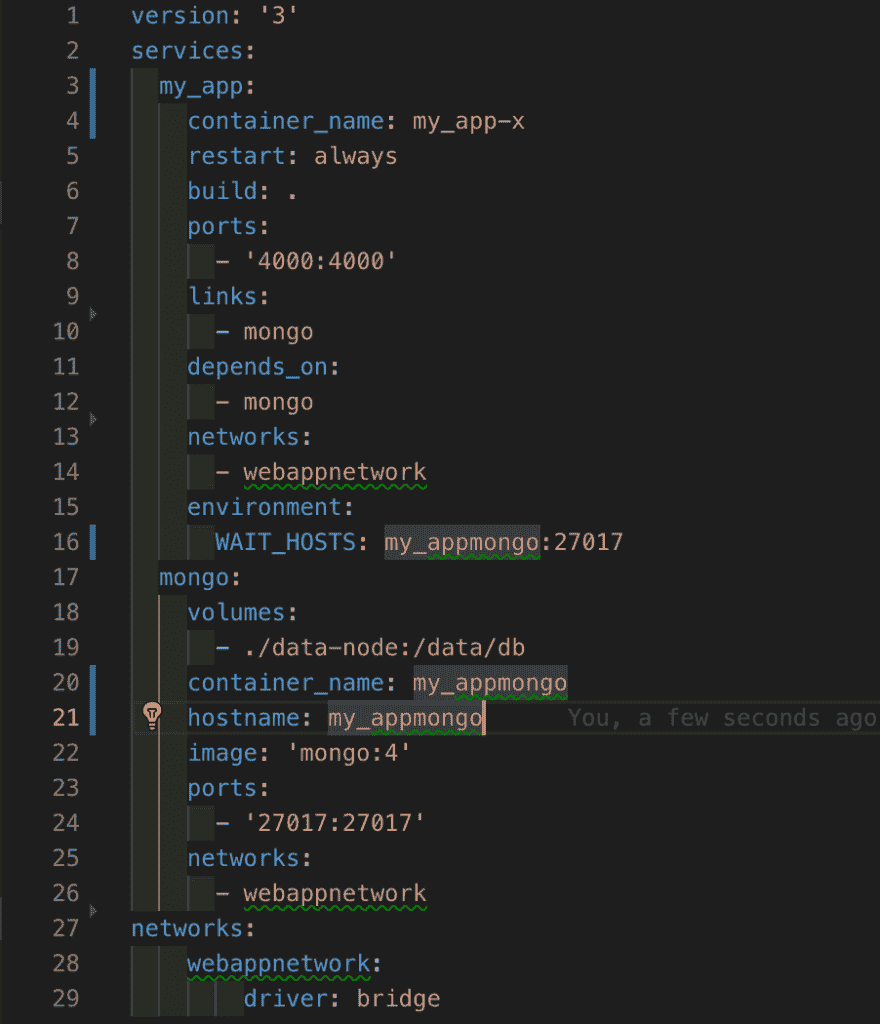 1 version: '3'
2 services:
3   my_app:
4     container_name: my_app-x
5     restart: always
6     build: .
7     ports:
8       - '4000:4000'
9     links:
10       - mongo
11     depends_on:
12       - mongo
13     networks:
14       - webappnetwork
15     environment:
16       WAIT_HOSTS: my_appmongo:27017
17   mongo:
18     volumes:
19       - ./data-node:/data/db
20     container_name: my_appmongo
21     hostname: my_appmongo      You, a few seconds ago
22     image: 'mongo:4'
23     ports:
24       - '27017:27017'
25     networks:
26       - webappnetwork
27 networks:
28     webappnetwork:
29         driver: bridge